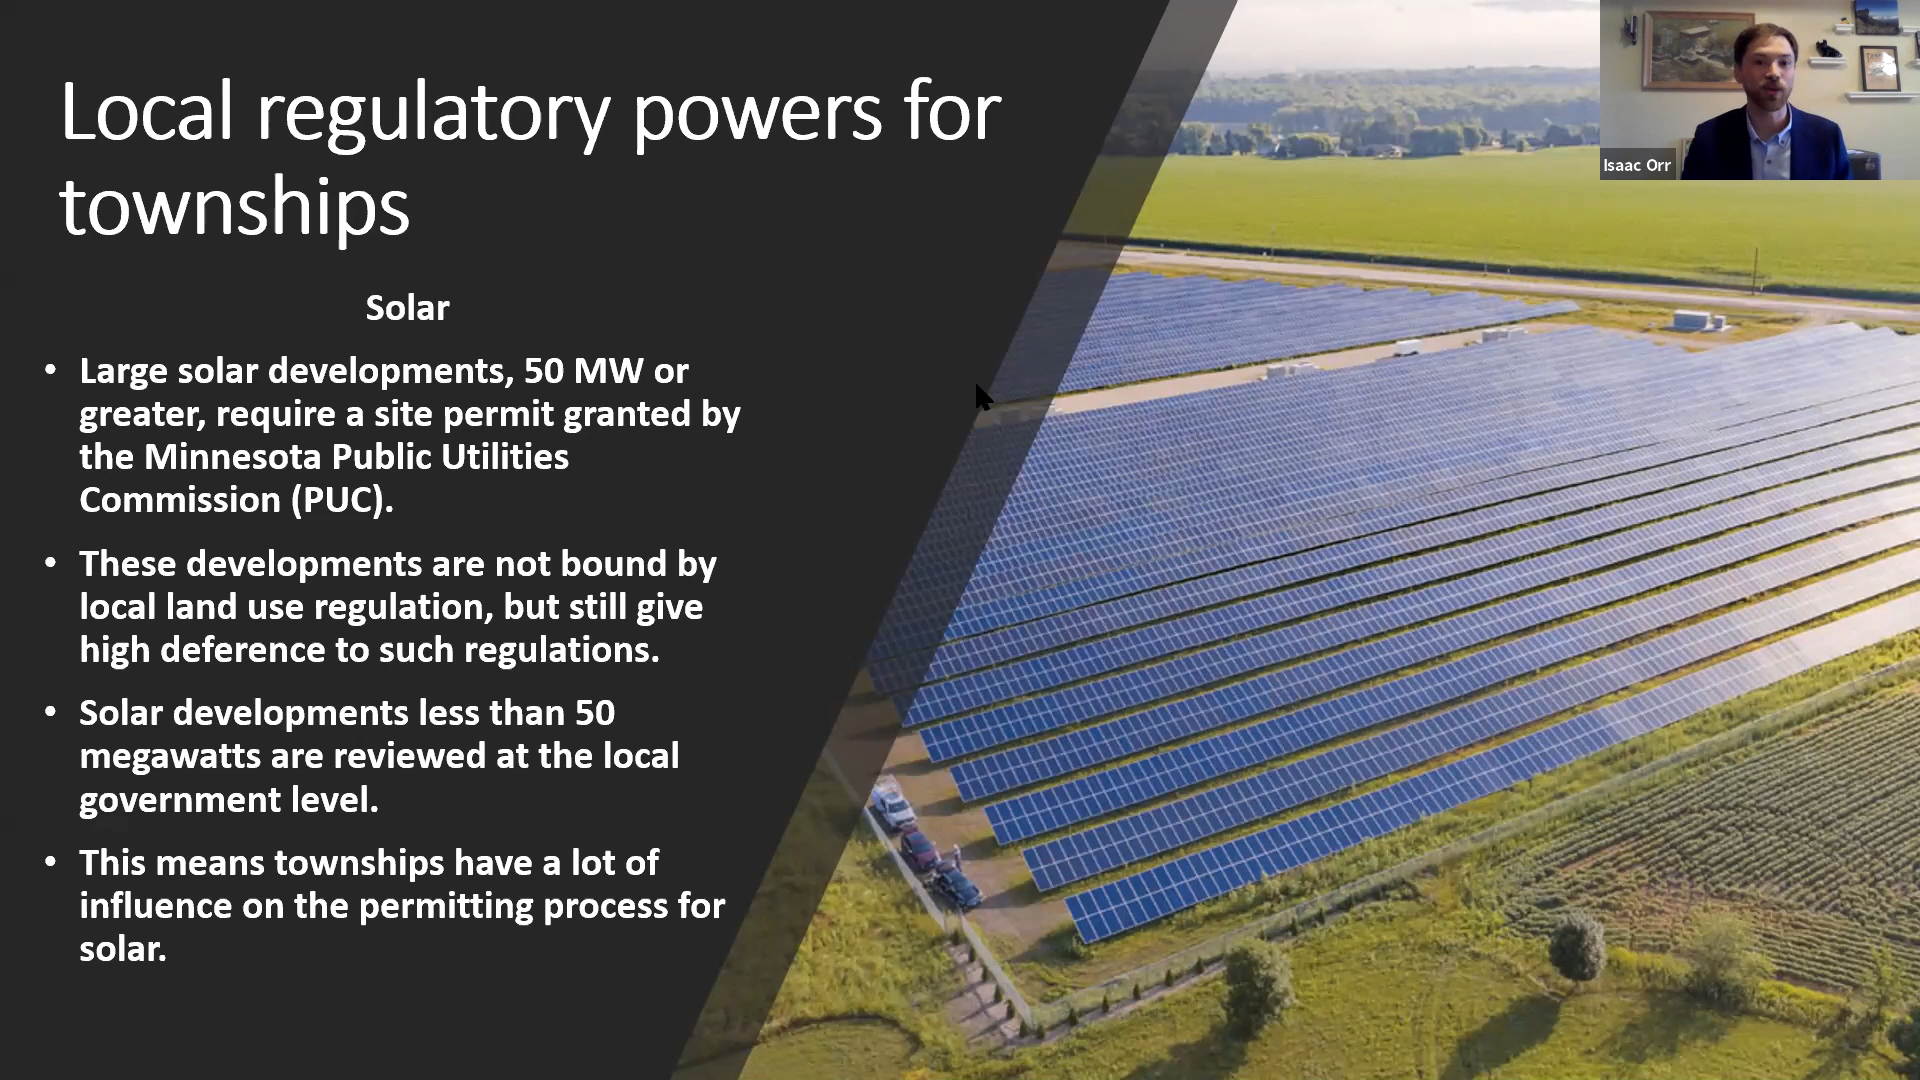 Local regulatory powers for
townships
Isaac Orr
Solar
• Large solar developments, 50 MW or
greater, require a site permit granted by
the Minnesota Public Utilities
Commission (PUC).
• These developments are not bound by
local land use regulation, but still give
high deference to such regulations.
• Solar developments less than 50
megawatts are reviewed at the local
government level.
• This means townships have a lot of
influence on the permitting process for
solar.